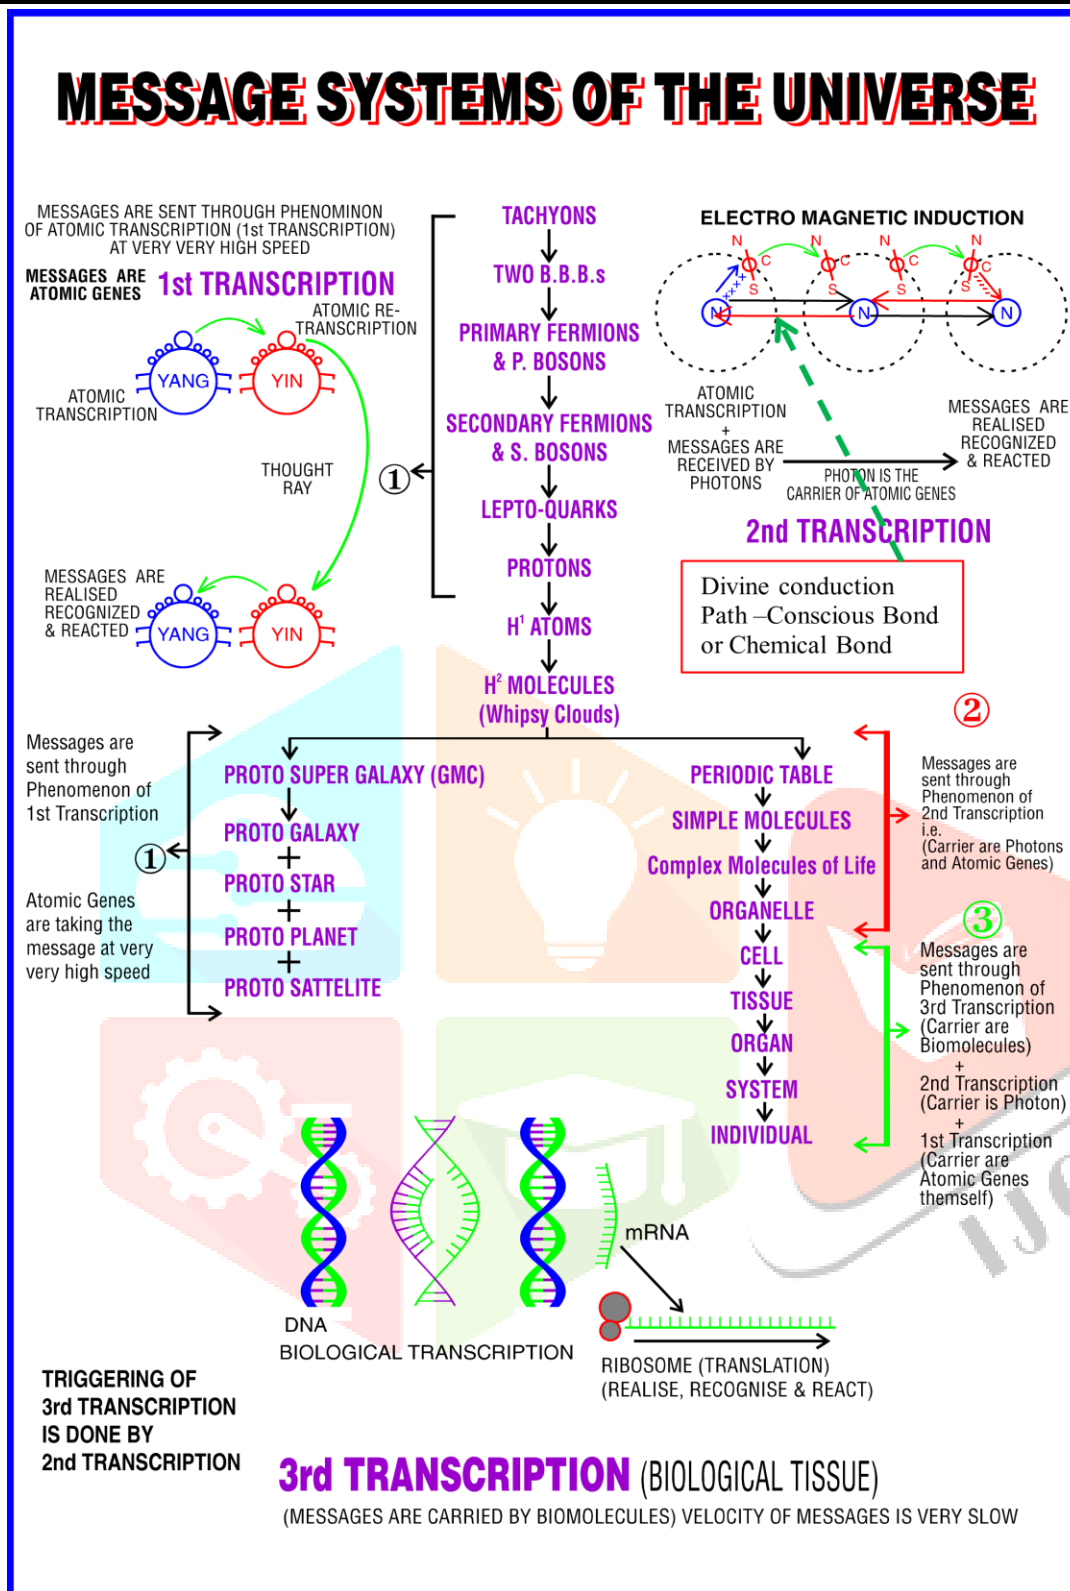 MESSAGE SYSTEMS OF THE UNIVERSE
MESSAGES ARE SENT THROUGH PHENOMINON
OF ATOMIC TRANSCRIPTION (1st TRANSCRIPTION)
AT VERY VERY HIGH SPEED
MESSAGES ARE
ATOMIC GENES
1st TRANSCRIPTION
ATOMIC RE-
TRANSCRIPTION
YANG
YIN
ATOMIC
TRANSCRIPTION
THOUGHT
RAY
MESSAGES ARE
REALISED
RECOGNIZED
& REACTED
YANG
YIN
①
TACHYONS
TWO B.B.B.s
PRIMARY FERMIONS
& P. BOSONS
SECONDARY FERMIONS
& S. BOSONS
LEPTO-QUARKS
PROTONS
H¹ ATOMS
H² MOLECULES
(Whipsy Clouds)
ELECTRO MAGNETIC INDUCTION
N N N N
C C C C
S S S S
N N N
ATOMIC
TRANSCRIPTION
+
MESSAGES ARE
RECEIVED BY
PHOTONS
PHOTON IS THE
CARRIER OF ATOMIC GENES
MESSAGES ARE
REALISED
RECOGNIZED
& REACTED
2nd TRANSCRIPTION
Divine conduction
Path –Conscious Bond
or Chemical Bond
Messages are
sent through
Phenomenon of
1st Transcription
①
Atomic Genes
are taking the
message at very
very high speed
PROTO SUPER GALAXY (GMC)
PROTO GALAXY
+
PROTO STAR
+
PROTO PLANET
+
PROTO SATTELITE
PERIODIC TABLE
SIMPLE MOLECULES
Complex Molecules of Life
ORGANELLE
CELL
TISSUE
ORGAN
SYSTEM
INDIVIDUAL
②
Messages are
sent through
Phenomenon of
2nd Transcription
i.e.
(Carrier are Photons
and Atomic Genes)
③
Messages are
sent through
Phenomenon of
3rd Transcription
(Carrier are
Biomolecules)
+
2nd Transcription
(Carrier is Photon)
+
1st Transcription
(Carrier are
Atomic Genes
themself)
DNA
BIOLOGICAL TRANSCRIPTION
mRNA
RIBOSOME (TRANSLATION)
(REALISE, RECOGNISE & REACT)
TRIGGERING OF
3rd TRANSCRIPTION
IS DONE BY
2nd TRANSCRIPTION
3rd TRANSCRIPTION (BIOLOGICAL TISSUE)
(MESSAGES ARE CARRIED BY BIOMOLECULES) VELOCITY OF MESSAGES IS VERY SLOW